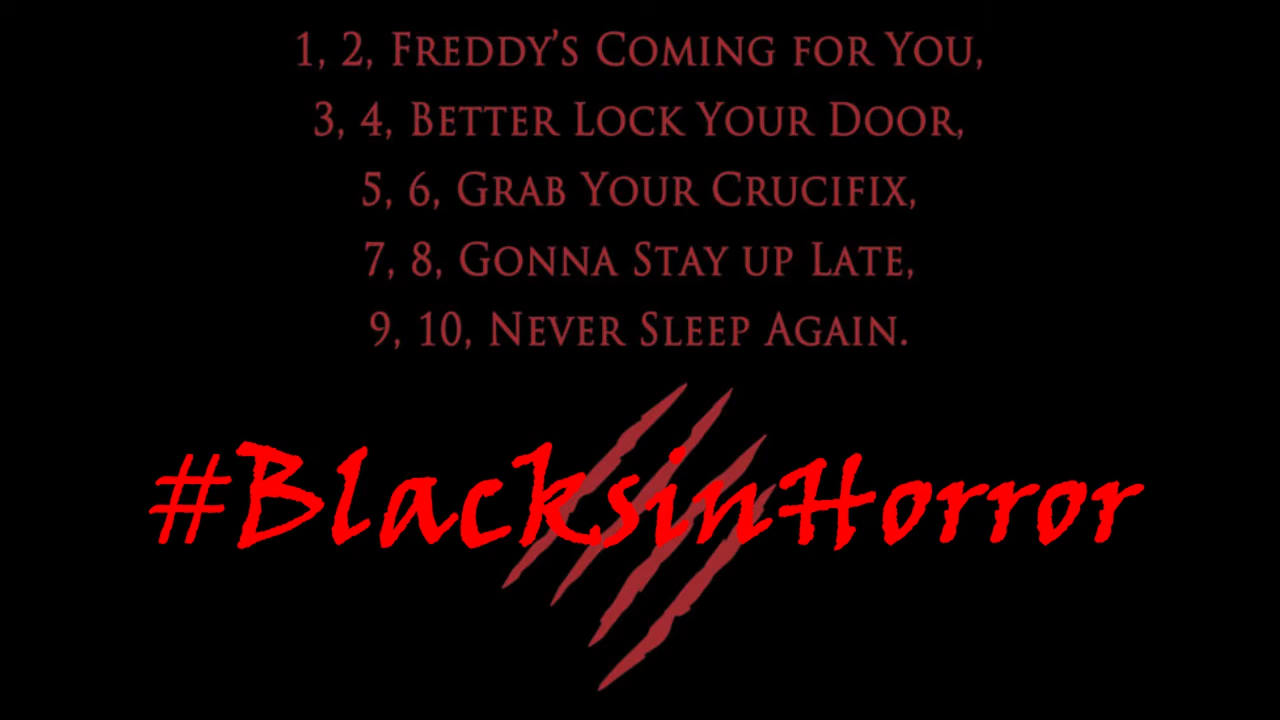 1, 2, Freddy's Coming for You,
3, 4, Better Lock Your Door,
5, 6, Grab Your Crucifix,
7, 8, Gonna Stay up Late,
9, 10, Never Sleep Again.
#BlacksinHorror